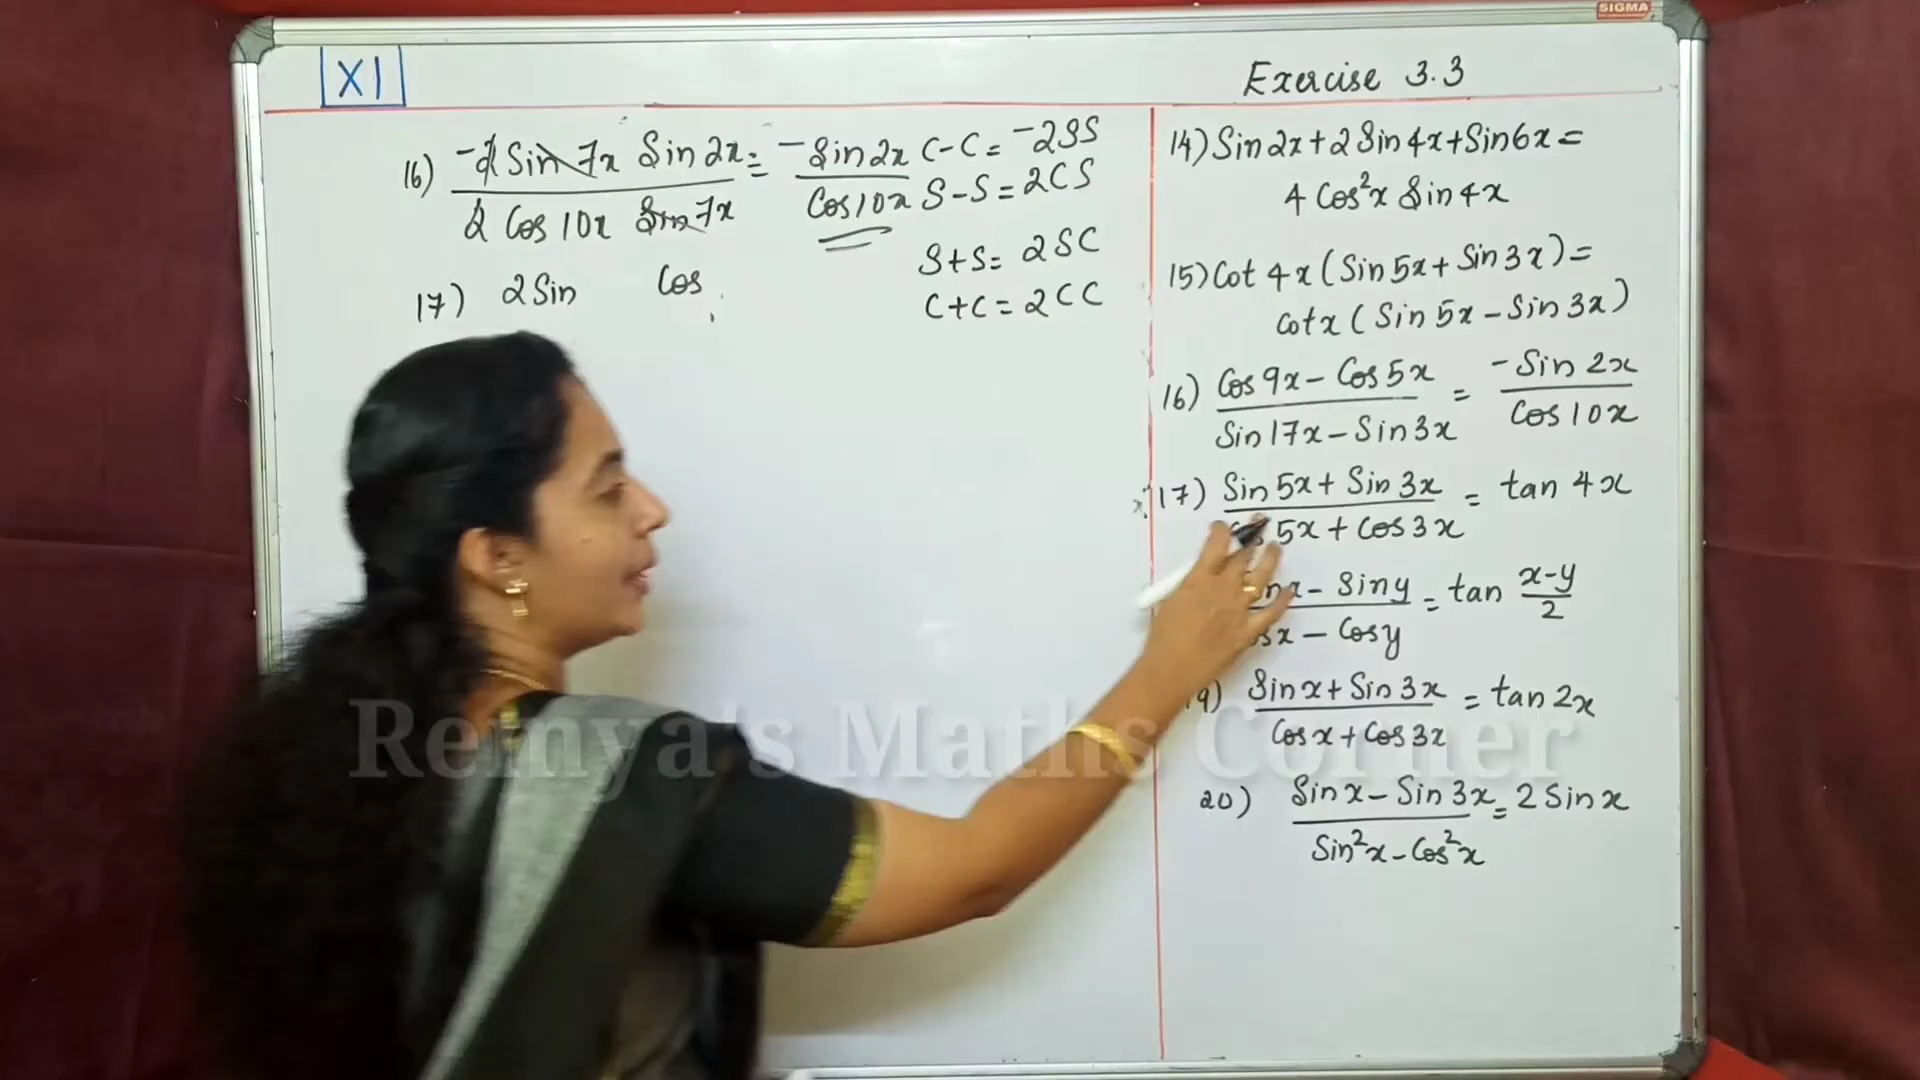 SIGMA
XI
Exercise 3.3
16) -2 Sin 7x Sin 2x = -Sin 2x
2 Cos 10x Sin 7x Cos 10x
17) 2 Sin Cos
C-C = -2SS
S-S = 2CS
S+S = 2SC
C+C = 2CC
14) Sin 2x + 2 Sin 4x + Sin 6x =
4 Cos²x Sin 4x
15) Cot 4x (Sin 5x + Sin 3x) =
cot x (Sin 5x - Sin 3x)
16) Cos 9x - Cos 5x = -Sin 2x
Sin 17x - Sin 3x Cos 10x
17) Sin 5x + Sin 3x = tan 4x
5x + Cos 3x
- Sin y = tan x-y
x - Cos y 2
Sin x + Sin 3x = tan 2x
Cos x + Cos 3x
20) Sin x - Sin 3x = 2 Sin x
Sin²x - Cos²x
Remya's Maths Corner